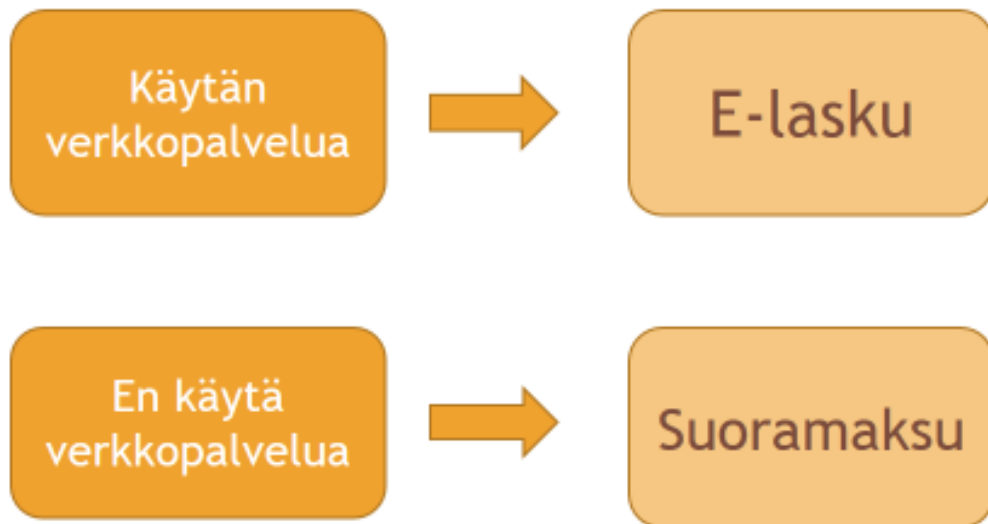 Käytän
verkkopalvelua
E-lasku
En käytä
verkkopalvelua
Suoramaksu